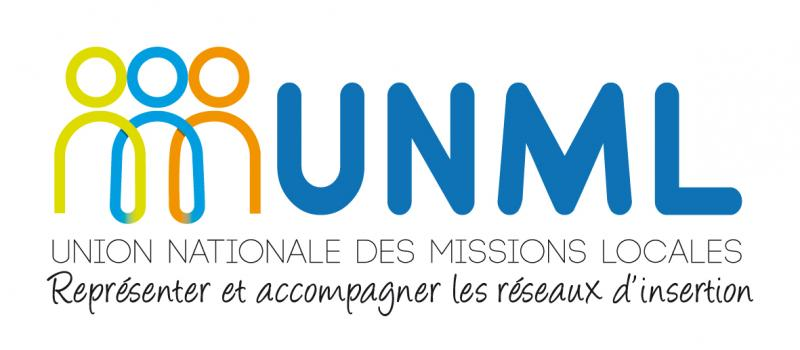 UNML
UNION NATIONALE DES MISSIONS LOCALES
Représenter et accompagner les réseaux d'insertion